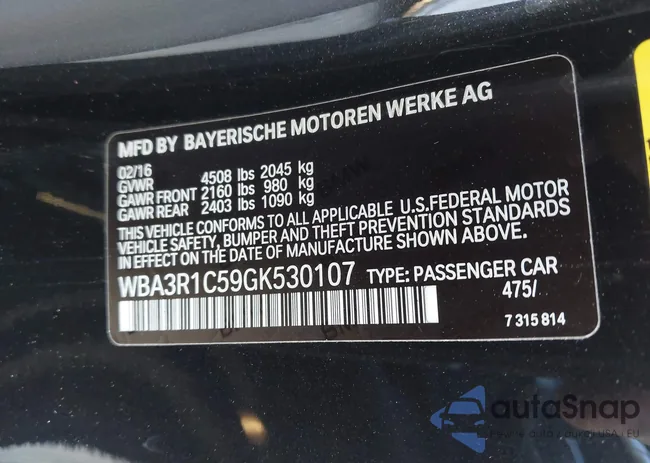 MFD BY BAYERISCHE MOTOREN WERKE AG
02/16
GVWR 4508 lbs 2045 kg
GAWR FRONT 2160 lbs 980 kg
GAWR REAR 2403 lbs 1090 kg
THIS VEHICLE CONFORMS TO ALL APPLICABLE U.S.FEDERAL MOTOR
VEHICLE SAFETY, BUMPER, AND THEFT PREVENTION STANDARDS
IN EFFECT ON THE DATE OF MANUFACTURE SHOWN ABOVE.
WBA3R1C59GK530107 TYPE: PASSENGER CAR
475/
7 315 814
autaSnap
USA / EU